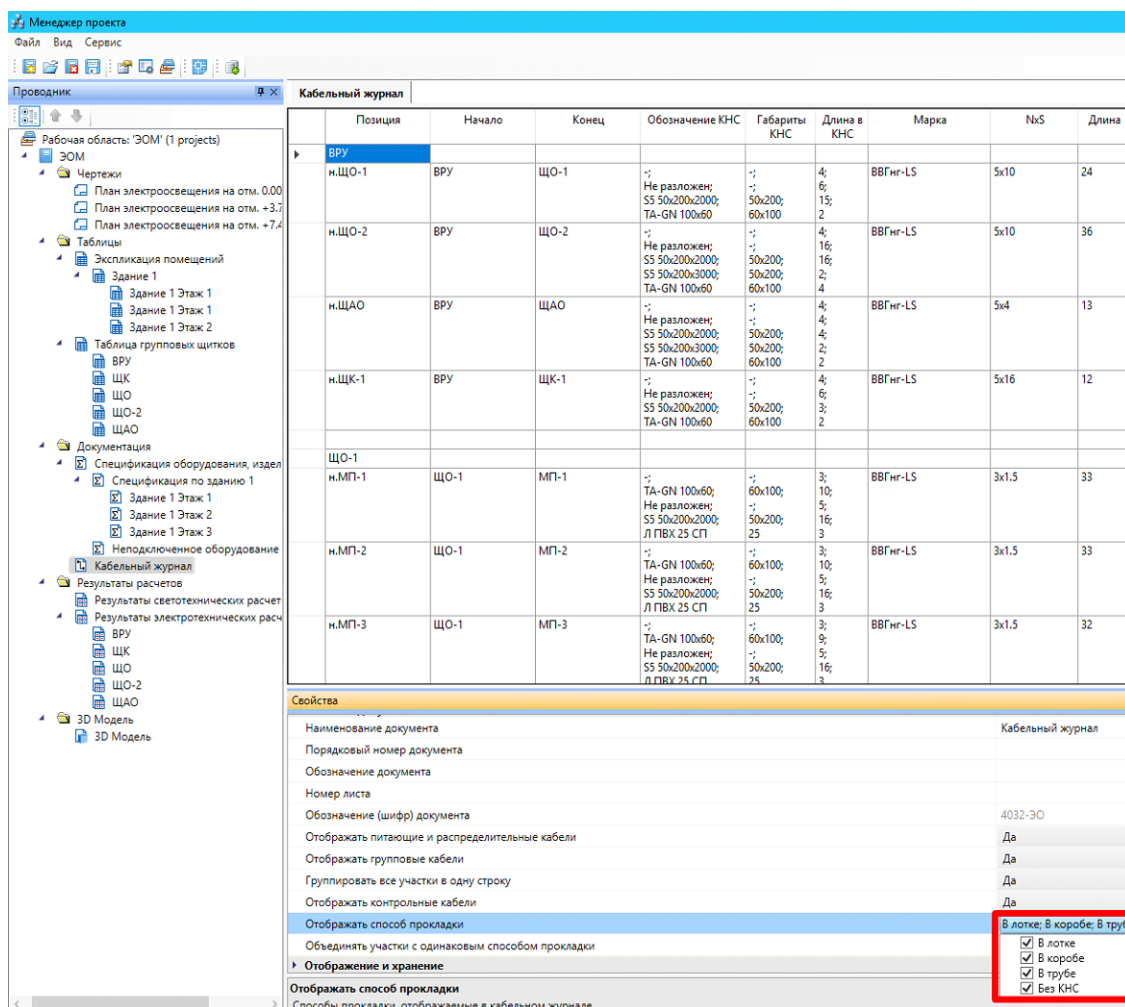 Менеджер проекта
Файл Вид Сервис
Проводник
Рабочая область: 'ЭОМ' (1 projects)
ЭОМ
Чертежи
План электроосвещения на отм. 0.00
План электроосвещения на отм. +3.7
План электроосвещения на отм. +7.4
Таблицы
Экспликация помещений
Здание 1
Здание 1 Этаж 1
Здание 1 Этаж 1
Здание 1 Этаж 2
Таблица групповых щитков
ВРУ
ЩК
ЩО
ЩО-2
ЩАО
Документация
Спецификация оборудования, издел
Спецификация по зданию 1
Здание 1 Этаж 1
Здание 1 Этаж 2
Здание 1 Этаж 3
Неподключенное оборудование
Кабельный журнал
Результаты расчетов
Результаты светотехнических расчет
Результаты электротехнических расч
ВРУ
ЩК
ЩО
ЩО-2
ЩАО
3D Модель
3D Модель
Кабельный журнал
Позиция Начало Конец Обозначение КНС Габариты КНС Длина в КНС Марка NxS Длина
ВРУ
н.ЩО-1 ВРУ ЩО-1 -; -; 4; ВВГнг-LS 5x10 24
Не разложен; -; 6;
S5 50x200x2000; 50x200; 15;
TA-GN 100x60 60x100 2
н.ЩО-2 ВРУ ЩО-2 -; -; 4; ВВГнг-LS 5x10 36
Не разложен; -; 16;
S5 50x200x2000; 50x200; 16;
S5 50x200x3000; 50x200; 2;
TA-GN 100x60 60x100 4
н.ЩАО ВРУ ЩАО -; -; 4; ВВГнг-LS 5x4 13
Не разложен; -; 4;
S5 50x200x2000; 50x200; 4;
S5 50x200x3000; 50x200; 2;
TA-GN 100x60 60x100 2
н.ЩК-1 ВРУ ЩК-1 -; -; 4; ВВГнг-LS 5x16 12
Не разложен; -; 6;
S5 50x200x2000; 50x200; 3;
TA-GN 100x60 60x100 2
ЩО-1
н.МП-1 ЩО-1 МП-1 -; -; 3; ВВГнг-LS 3x1.5 33
TA-GN 100x60; 60x100; 10;
Не разложен; -; 5;
S5 50x200x2000; 50x200; 16;
Л ПВХ 25 СП 25 3
н.МП-2 ЩО-1 МП-2 -; -; 3; ВВГнг-LS 3x1.5 33
TA-GN 100x60; 60x100; 10;
Не разложен; -; 5;
S5 50x200x2000; 50x200; 16;
Л ПВХ 25 СП 25 3
н.МП-3 ЩО-1 МП-3 -; -; 3; ВВГнг-LS 3x1.5 32
TA-GN 100x60; 60x100; 9;
Не разложен; -; 5;
S5 50x200x2000; 50x200; 16;
Л ПВХ 25 СП 25 3
Свойства
Наименование документа Кабельный журнал
Порядковый номер документа
Обозначение документа
Номер листа
Обозначение (шифр) документа 4032-ЭО
Отображать питающие и распределительные кабели Да
Отображать групповые кабели Да
Группировать все участки в одну строку Да
Отображать контрольные кабели Да
Отображать способ прокладки В лотке; В коробе; В труб
Объединять участки с одинаковым способом прокладки
В лотке
В коробе
В трубе
Без КНС
Отображение и хранение
Отображать способ прокладки
Способы прокладки, отображаемые в кабельном журнале